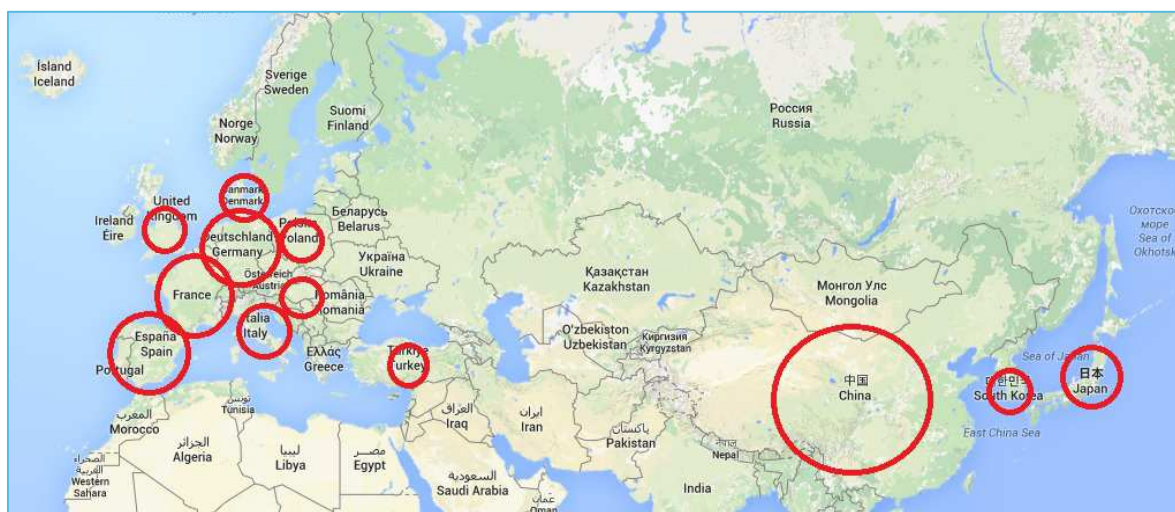 Ísland
Iceland
Sverige
Sweden
Suomi
Finland
Norge
Norway
Россия
Russia
Danmark
Denmark
United
Kingdom
Ireland
Éire
Polska
Poland
Беларусь
Belarus
Deutschland
Germany
Україна
Ukraine
Österreich
Austria
France
România
Romania
Italia
Italy
España
Spain
Portugal
Ελλάς
Greece
Türkiye
Turkey
Қазақстан
Kazakhstan
Монгол Улс
Mongolia
Охотское
море
Sea of
Okhotsk
O'zbekiston
Uzbekistan
Киргизия
Kyrgyzstan
中国
China
Sea of Japan
대한민국
South Korea
日本
Japan
East China Sea
المغرب
Morocco
تونس
Tunisia
الجزائر
Algeria
ليبيا
Libya
مصر
Egypt
العراق
Iraq
ایران
Iran
پاکستان
Pakistan
नेपाल
Nepal
India
السعودية
Saudi Arabia
عُمان
Oman
الصحراء
الغربية
Western
Sahara